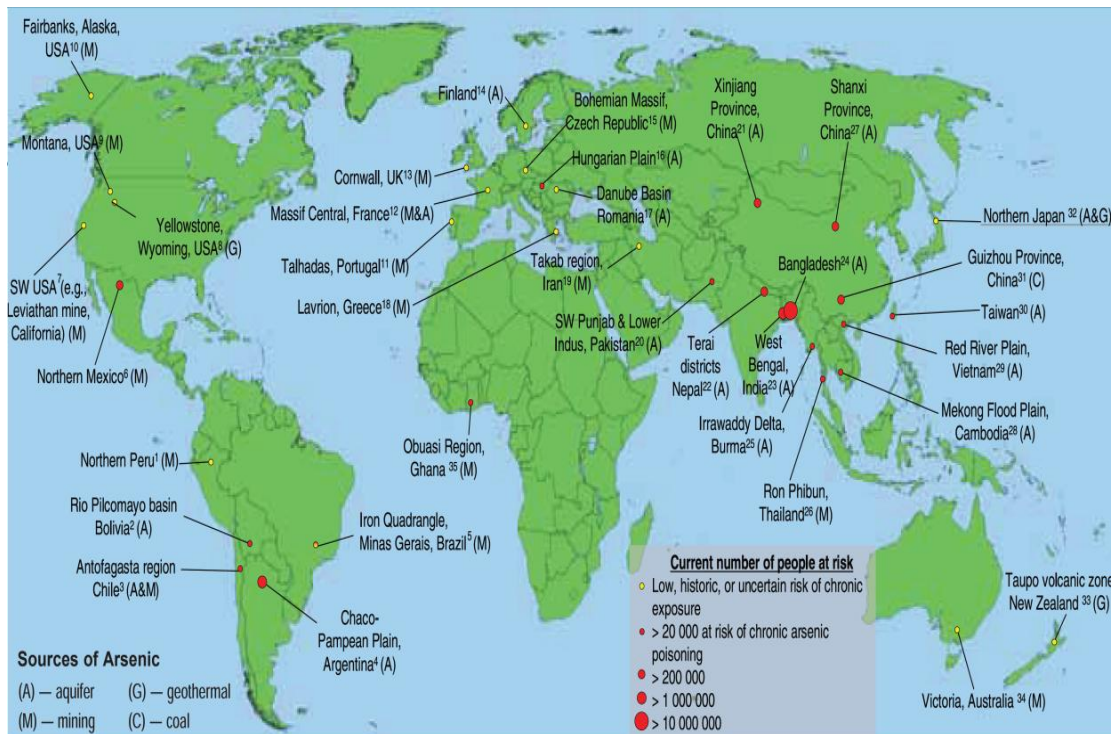 Fairbanks, Alaska,
USA¹⁰ (M)
Montana, USA⁹ (M)
Yellowstone,
Wyoming, USA⁸ (G)
SW USA⁷(e.g.,
Leviathan mine,
California) (M)
Northern Mexico⁶ (M)
Northern Peru¹ (M)
Rio Pilcomayo basin
Bolivia² (A)
Antofagasta region
Chile³ (A&M)
Chaco-
Pampean Plain,
Argentina⁴ (A)
Iron Quadrangle,
Minas Gerais, Brazil⁵ (M)
Finland¹⁴ (A)
Bohemian Massif,
Czech Republic¹⁵ (M)
Hungarian Plain¹⁶ (A)
Cornwall, UK¹³ (M)
Massif Central, France¹² (M&A)
Danube Basin
Romania¹⁷ (A)
Talhadas, Portugal¹¹ (M)
Lavrion, Greece¹⁸ (M)
Takab region,
Iran¹⁹ (M)
Obuasi Region,
Ghana ³⁵ (M)
SW Punjab & Lower
Indus, Pakistan²⁰ (A)
Xinjiang
Province,
China²¹ (A)
Shanxi
Province,
China²⁷ (A)
Bangladesh²⁴ (A)
Terai
districts
Nepal²² (A)
West
Bengal,
India²³ (A)
Irrawaddy Delta,
Burma²⁵ (A)
Ron Phibun,
Thailand²⁶ (M)
Northern Japan ³² (A&G)
Guizhou Province,
China³¹ (C)
Taiwan³⁰ (A)
Red River Plain,
Vietnam²⁹ (A)
Mekong Flood Plain,
Cambodia²⁸ (A)
Taupo volcanic zone
New Zealand ³³ (G)
Victoria, Australia ³⁴ (M)
Sources of Arsenic
(A) — aquifer (G) — geothermal
(M) — mining (C) — coal
Current number of people at risk
Low, historic, or uncertain risk of chronic
exposure
> 20 000 at risk of chronic arsenic
poisoning
> 200 000
> 1 000 000
> 10 000 000